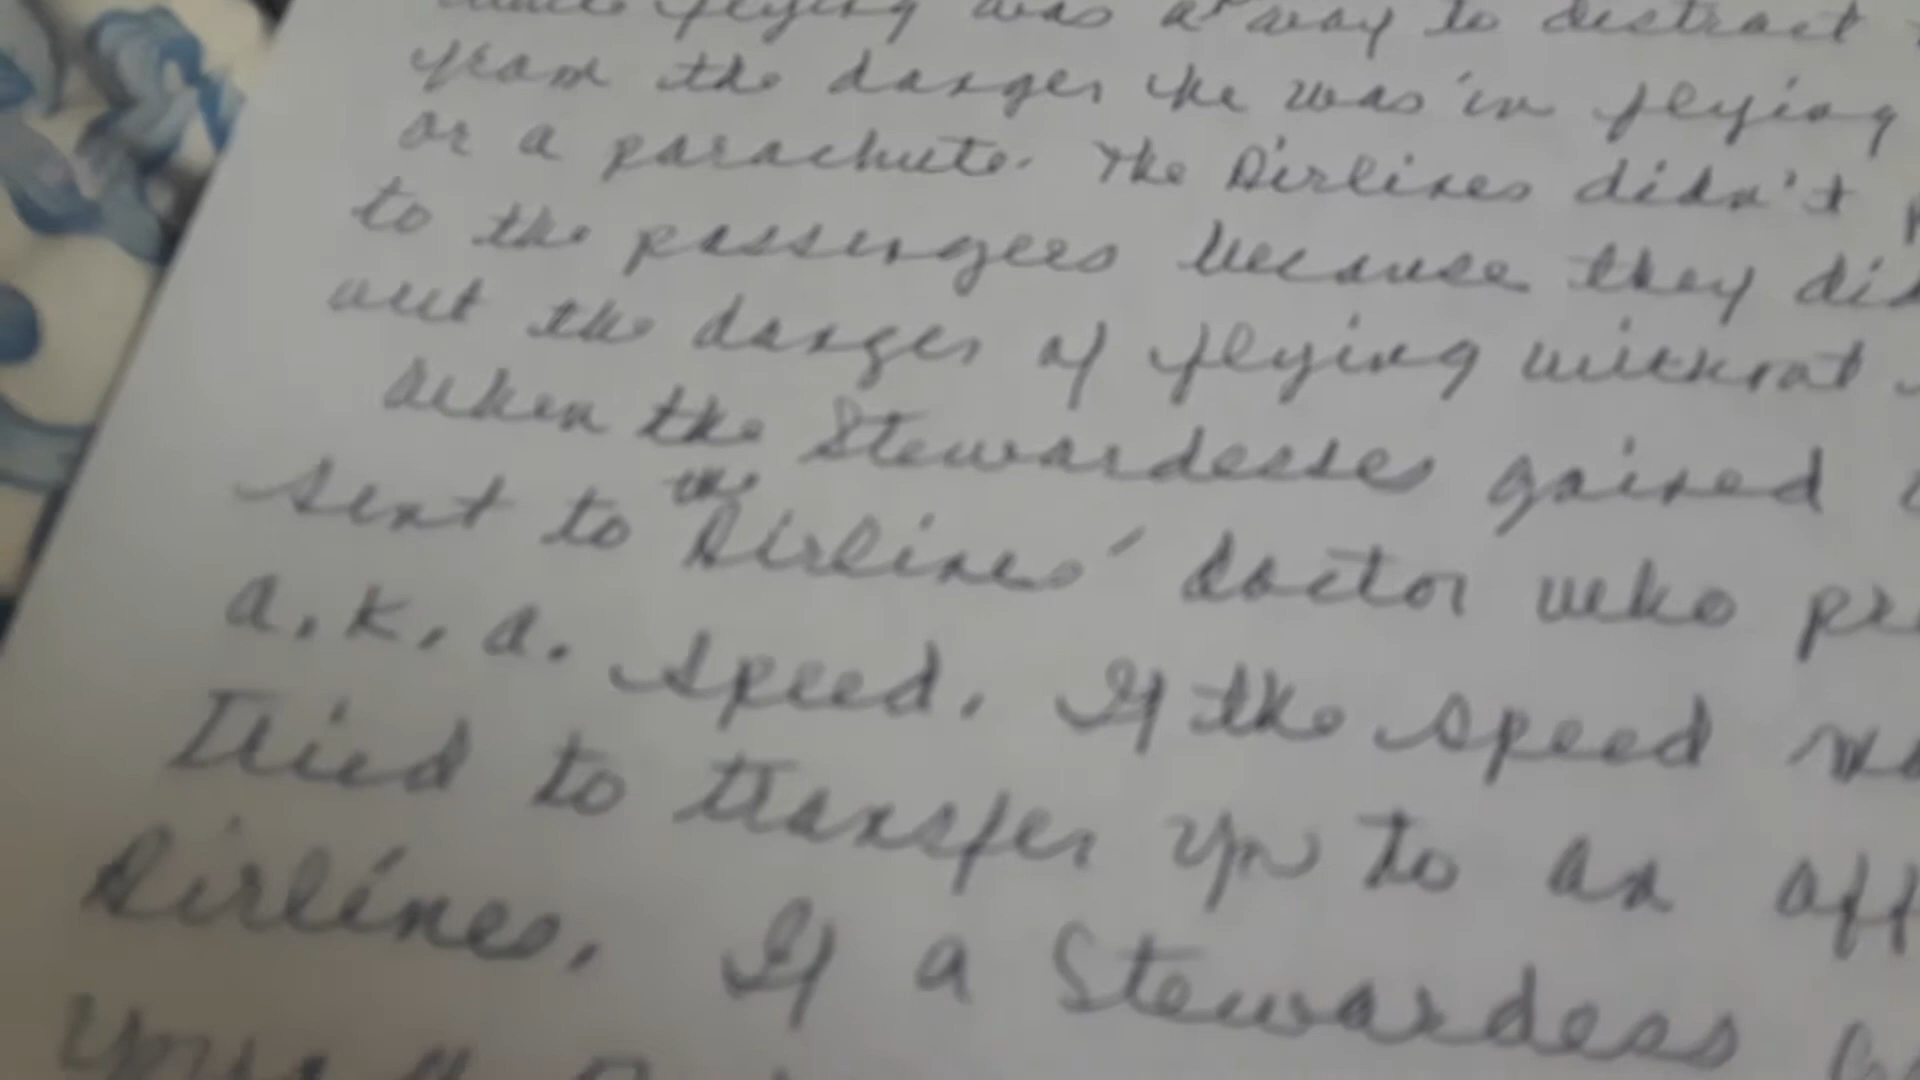 flying was a way to distract
from the danger he was in flying
or a parachute. The Airlines didn't
to the passengers because they did
out the danger of flying without
When the Stewardesses gained
sent to the Airlines' doctor who pre
a.k.a. speed. If the speed
Tried to transfer you to an off
Airlines. If a Stewardess